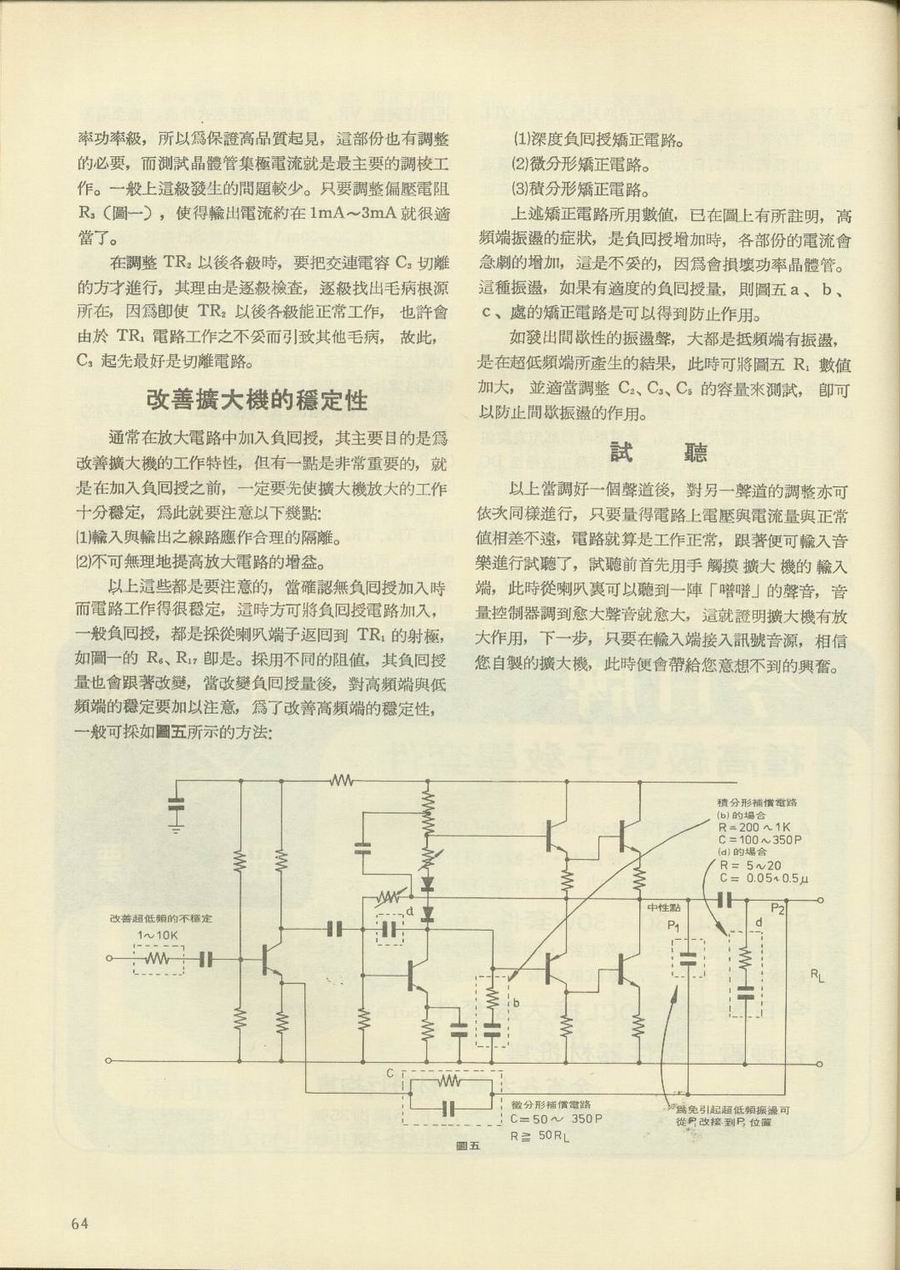 率功率級，所以爲保證高品質起見，這部份也有調整
的必要，而測試晶體管集極電流就是最主要的調校工
作。一般上這級發生的問題較少。只要調整偏壓電阻
R₃（圖一），使得輸出電流約在1mA～3mA就很適
當了。
在調整 TR₂ 以後各級時，要把交連電容 C₃ 切離
的方才進行，其理由是逐級檢查，逐級找出毛病根源
所在，因爲即使 TR₂ 以後各級能正常工作，也許會
由於 TR₁ 電路工作之不妥而引致其他毛病，故此，
C₃ 起先最好是切離電路。
改善擴大機的穩定性
通常在放大電路中加入負回授，其主要目的是爲
改善擴大機的工作特性，但有一點是非常重要的，就
是在加入負回授之前，一定要先使擴大機放大的工作
十分穩定，爲此就要注意以下幾點:
⑴輸入與輸出之線路應作合理的隔離。
⑵不可無理地提高放大電路的增益。
以上這些都是要注意的，當確認無負回授加入時
而電路工作得很穩定，這時方可將負回授電路加入，
一般負回授，都是採從喇叭端子返回到 TR₁ 的射極，
如圖一的 R₆、R₁₇ 即是。採用不同的阻值，其負回授
量也會跟著改變，當改變負回授量後，對高頻端與低
頻端的穩定要加以注意，爲了改善高頻端的穩定性，
一般可採如圖五所示的方法:
⑴深度負回授矯正電路。
⑵微分形矯正電路。
⑶積分形矯正電路。
上述矯正電路所用數值，已在圖上有所註明，高
頻端振盪的症狀，是負回授增加時，各部份的電流會
急劇的增加，這是不妥的，因爲會損壞功率晶體管。
這種振盪，如果有適度的負回授量，則圖五a、b、
c、處的矯正電路是可以得到防止作用。
如發出間歇性的振盪聲，大都是抵頻端有振盪，
是在超低頻端所產生的結果，此時可將圖五 R₁ 數值
加大，並適當調整 C₂、C₃、C₅ 的容量來測試，卽可
以防止間歇振盪的作用。
試 聽
以上當調好一個聲道後，對另一聲道的調整亦可
依次同樣進行，只要量得電路上電壓與電流量與正常
値相差不遠，電路就算是工作正常，跟著便可輸入音
樂進行試聽了，試聽前首先用手觸摸擴大機的輸入
端，此時從喇叭裏可以聽到一陣「噆噆」的聲音，音
量控制器調到愈大聲音就愈大，這就證明擴大機有放
大作用，下一步，只要在輸入端接入訊號音源，相信
您自製的擴大機，此時便會帶給您意想不到的興奮。
積分形補償電路
(b) 的場合
R=200～1K
C=100～350P
(d) 的場合
R= 5～20
C= 0.05～0.5μ
改善超低頻的不穩定
1～10K
d
中性點
P₁
P₂
d
R_L
b
C
微分形補償電路
C=50～ 350P
R≧ 50R_L
爲免引起超低頻振盪可
從P₁改接到P₂位置
圖五
64